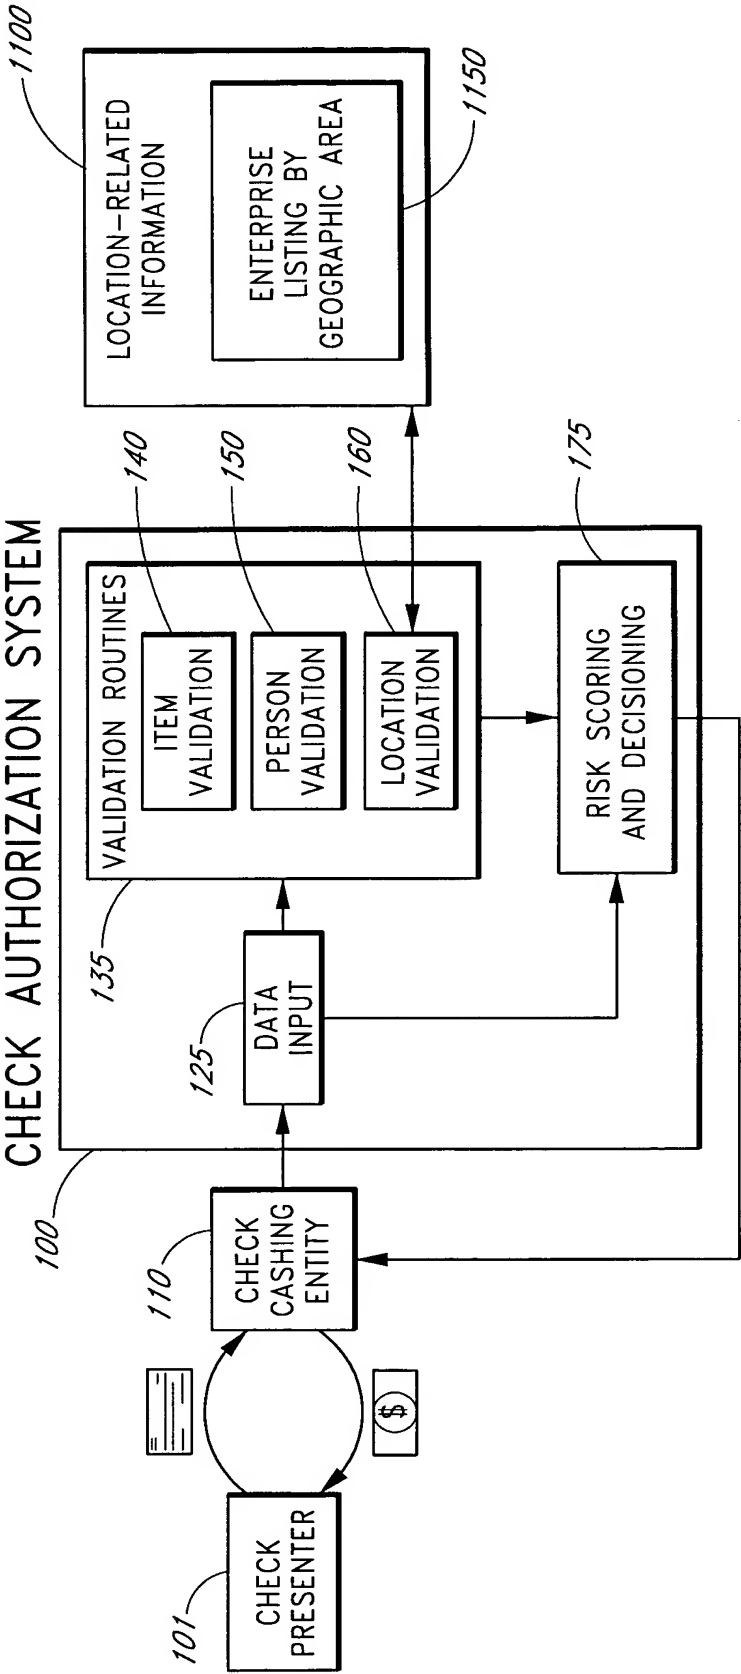 CHECK AUTHORIZATION SYSTEM
101
CHECK
PRESENTER
$
110
CHECK
CASHING
ENTITY
100
125
DATA
INPUT
135
VALIDATION ROUTINES
140
ITEM
VALIDATION
150
PERSON
VALIDATION
160
LOCATION
VALIDATION
175
RISK SCORING
AND DECISIONING
1100
LOCATION-RELATED
INFORMATION
ENTERPRISE
LISTING BY
GEOGRAPHIC AREA
1150